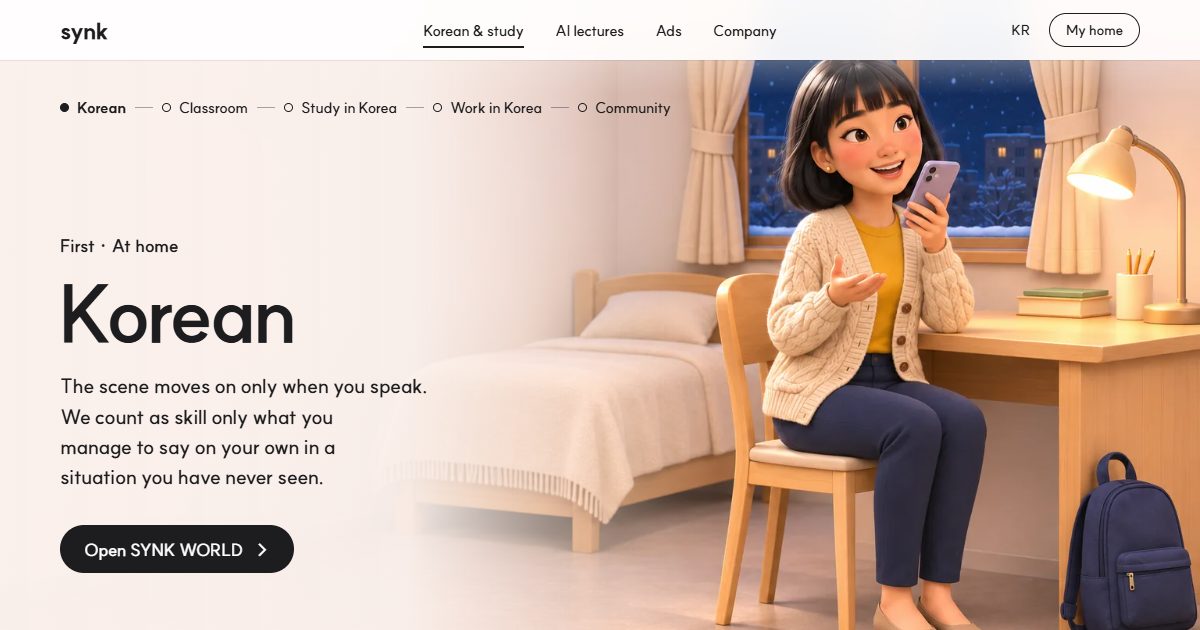 synk
Korean & study
AI lectures
Ads
Company
KR
My home
Korean
Classroom
Study in Korea
Work in Korea
Community
First · At home
Korean
The scene moves on only when you speak.
We count as skill only what you
manage to say on your own in a
situation you have never seen.
Open SYNK WORLD